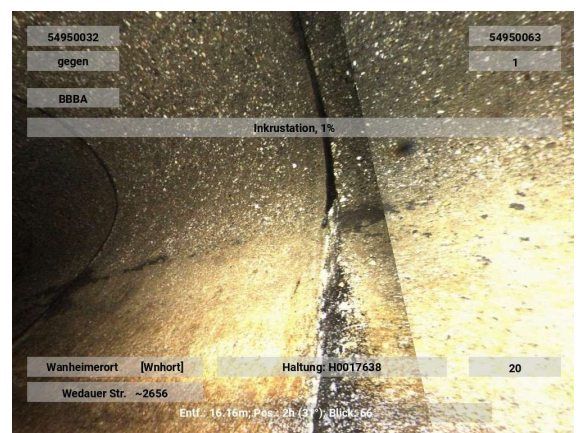 54950032 54950063
gegen 1
BBBA
Inkrustation, 1%
Wanheimerort [Wnhort] Haltung: H0017638 20
Wedauer Str. ~2656
Entf.: 16.16m; Pos.: 2h (31°); Blick: 66